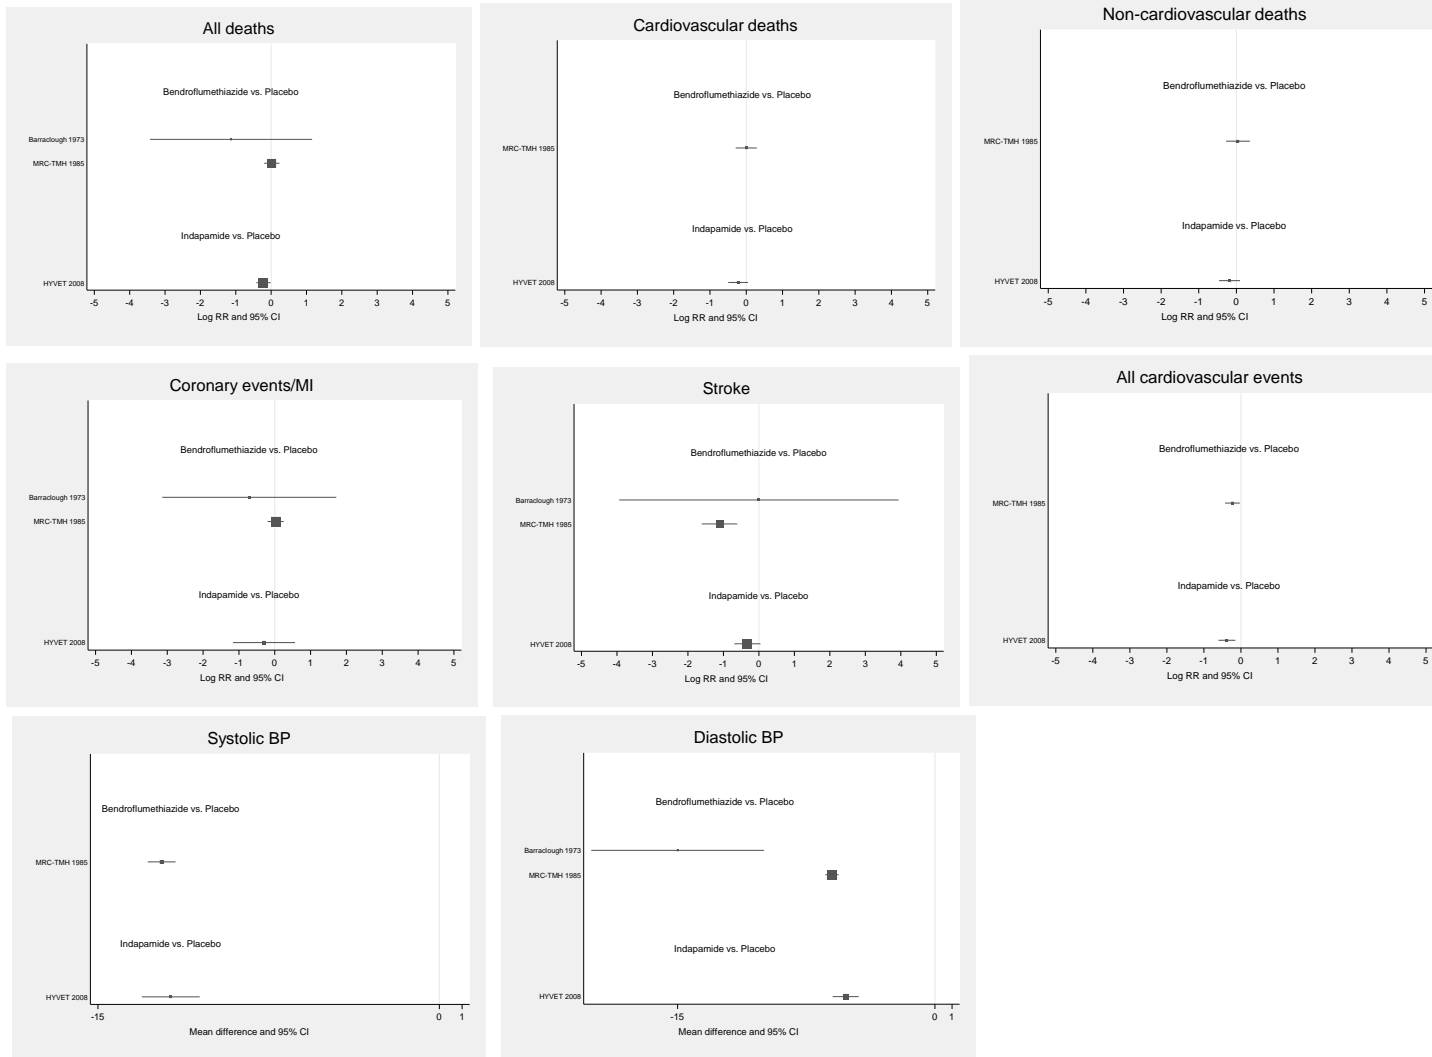 All deaths
Bendroflumethiazide vs. Placebo
Barraclough 1973
MRC-TMH 1985
Indapamide vs. Placebo
HYVET 2008
-5 -4 -3 -2 -1 0 1 2 3 4 5
Log RR and 95% CI
Cardiovascular deaths
Bendroflumethiazide vs. Placebo
MRC-TMH 1985
Indapamide vs. Placebo
HYVET 2008
-5 -4 -3 -2 -1 0 1 2 3 4 5
Log RR and 95% CI
Non-cardiovascular deaths
Bendroflumethiazide vs. Placebo
MRC-TMH 1985
Indapamide vs. Placebo
HYVET 2008
-5 -4 -3 -2 -1 0 1 2 3 4 5
Log RR and 95% CI
Coronary events/MI
Bendroflumethiazide vs. Placebo
Barraclough 1973
MRC-TMH 1985
Indapamide vs. Placebo
HYVET 2008
-5 -4 -3 -2 -1 0 1 2 3 4 5
Log RR and 95% CI
Stroke
Bendroflumethiazide vs. Placebo
Barraclough 1973
MRC-TMH 1985
Indapamide vs. Placebo
HYVET 2008
-5 -4 -3 -2 -1 0 1 2 3 4 5
Log RR and 95% CI
All cardiovascular events
Bendroflumethiazide vs. Placebo
MRC-TMH 1985
Indapamide vs. Placebo
HYVET 2008
-5 -4 -3 -2 -1 0 1 2 3 4 5
Log RR and 95% CI
Systolic BP
Bendroflumethiazide vs. Placebo
MRC-TMH 1985
Indapamide vs. Placebo
HYVET 2008
-15 0 1
Mean difference and 95% CI
Diastolic BP
Bendroflumethiazide vs. Placebo
Barraclough 1973
MRC-TMH 1985
Indapamide vs. Placebo
HYVET 2008
-15 0 1
Mean difference and 95% CI